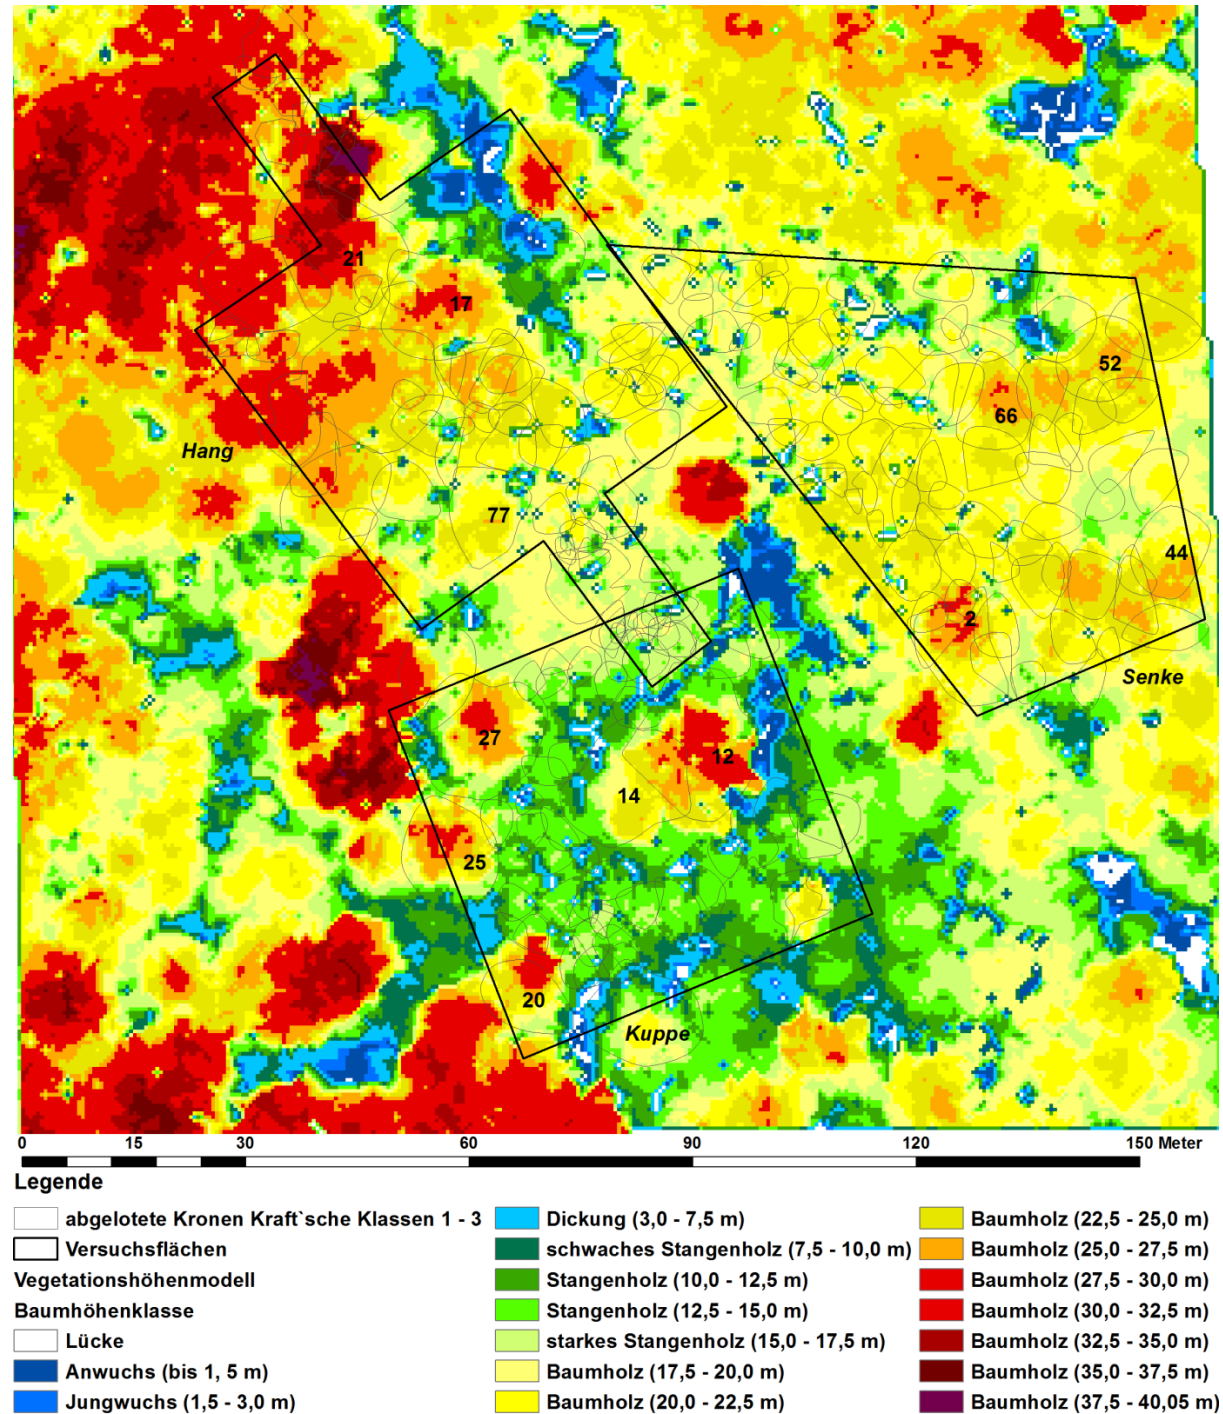 21
17
52
66
Hang
77
44
2
Senke
27
12
14
25
20
Kuppe
0 15 30 60 90 120 150 Meter
Legende
abgelotete Kronen Kraft`sche Klassen 1 - 3
Versuchsflächen
Vegetationshöhenmodell
Baumhöhenklasse
Lücke
Anwuchs (bis 1, 5 m)
Jungwuchs (1,5 - 3,0 m)
Dickung (3,0 - 7,5 m)
schwaches Stangenholz (7,5 - 10,0 m)
Stangenholz (10,0 - 12,5 m)
Stangenholz (12,5 - 15,0 m)
starkes Stangenholz (15,0 - 17,5 m)
Baumholz (17,5 - 20,0 m)
Baumholz (20,0 - 22,5 m)
Baumholz (22,5 - 25,0 m)
Baumholz (25,0 - 27,5 m)
Baumholz (27,5 - 30,0 m)
Baumholz (30,0 - 32,5 m)
Baumholz (32,5 - 35,0 m)
Baumholz (35,0 - 37,5 m)
Baumholz (37,5 - 40,05 m)